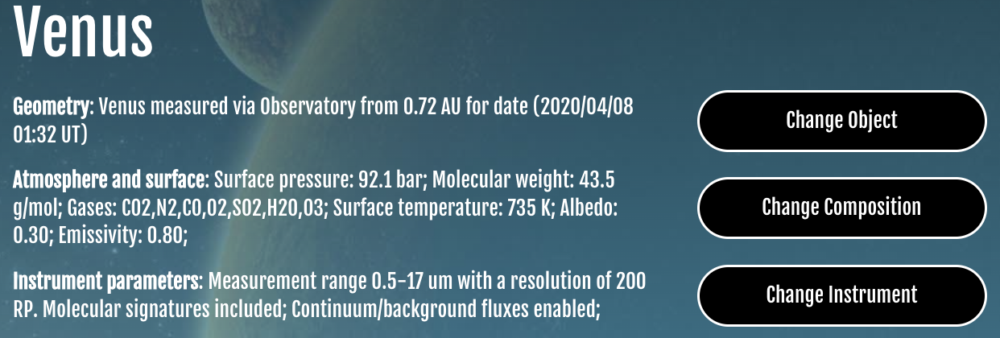 Venus
Geometry: Venus measured via Observatory from 0.72 AU for date (2020/04/08
01:32 UT)
Change Object
Atmosphere and surface: Surface pressure: 92.1 bar; Molecular weight: 43.5
g/mol; Gases: CO2,N2,CO,O2,SO2,H2O,O3; Surface temperature: 735 K; Albedo:
0.30; Emissivity: 0.80;
Change Composition
Instrument parameters: Measurement range 0.5-17 um with a resolution of 200
RP. Molecular signatures included; Continuum/background fluxes enabled;
Change Instrument